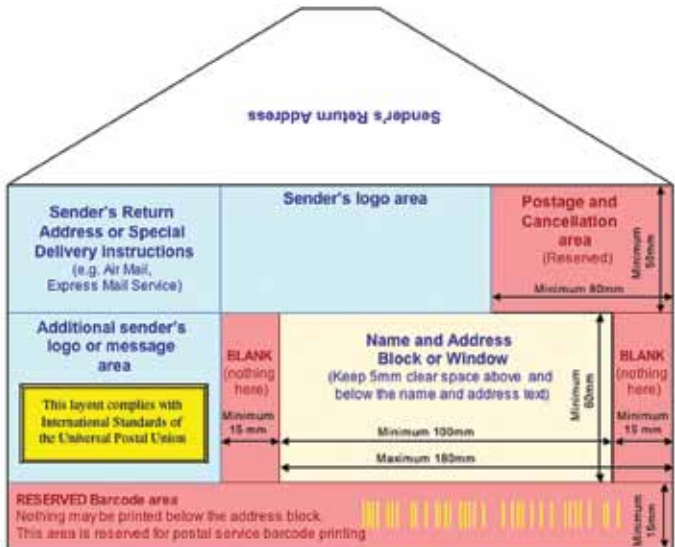 Sender's Return Address
Sender's Return
Address or Special
Delivery Instructions
(e.g. Air Mail,
Express Mail Service)
Sender's logo area
Postage and
Cancellation
area
(Reserved)
Minimum
50mm
Minimum 80mm
Additional sender's
logo or message
area
This layout complies with
International Standards of
the Universal Postal Union
BLANK
(nothing
here)
Minimum
15 mm
Name and Address
Block or Window
(Keep 5mm clear space above and
below the name and address text)
Minimum
60mm
Minimum 100mm
Maximum 180mm
BLANK
(nothing
here)
Minimum
15 mm
RESERVED Barcode area
Nothing may be printed below the address block.
This area is reserved for postal service barcode printing
Minimum
15mm